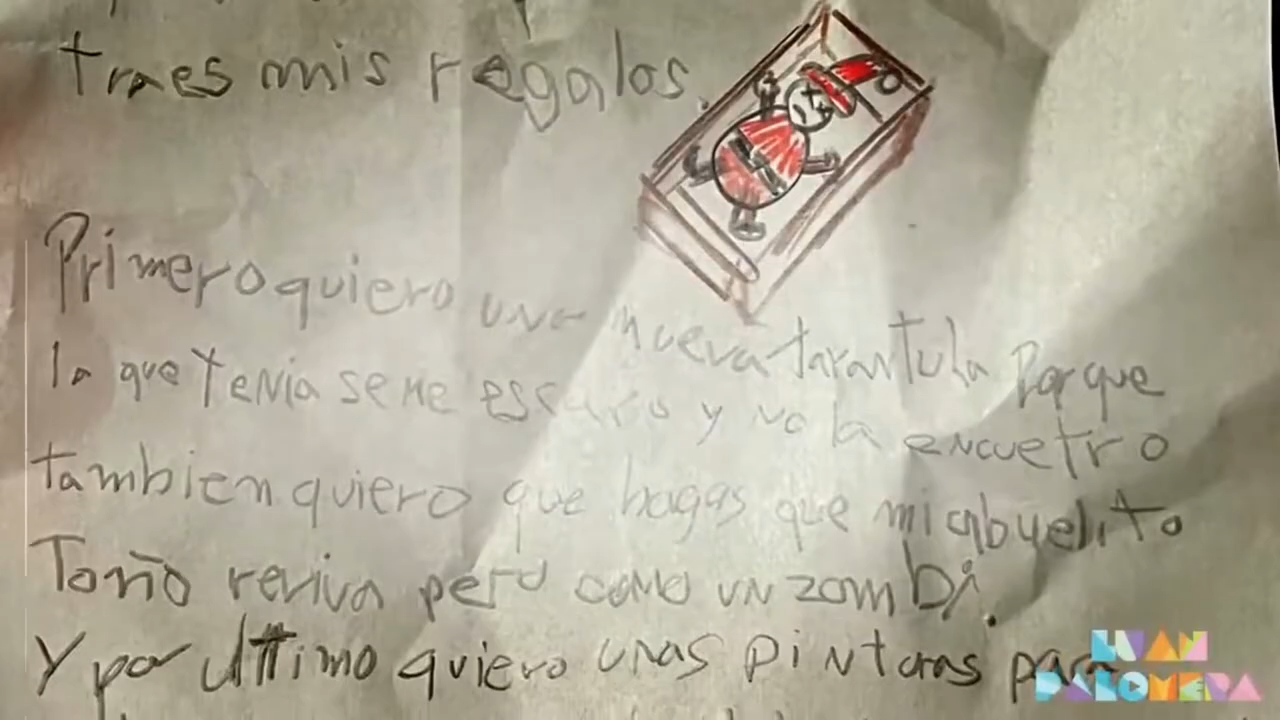 traes mis regalos.
Primero quiero una nueva tarantula Porque
la que tenia se me escapo y no la encuetro
tambien quiero que hagas que mi abuelito
Toño reviva pero como un zombi.
Y por ultimo quiero unas pinturas para
LUAN
PALOMERA